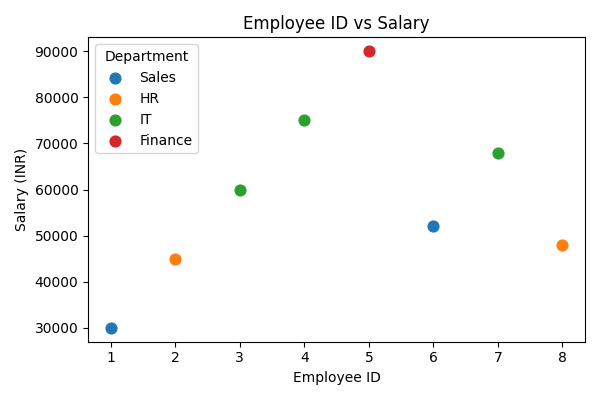 Employee ID vs Salary
Department
Sales
HR
IT
Finance
90000
80000
70000
60000
50000
40000
30000
Salary (INR)
1 2 3 4 5 6 7 8
Employee ID